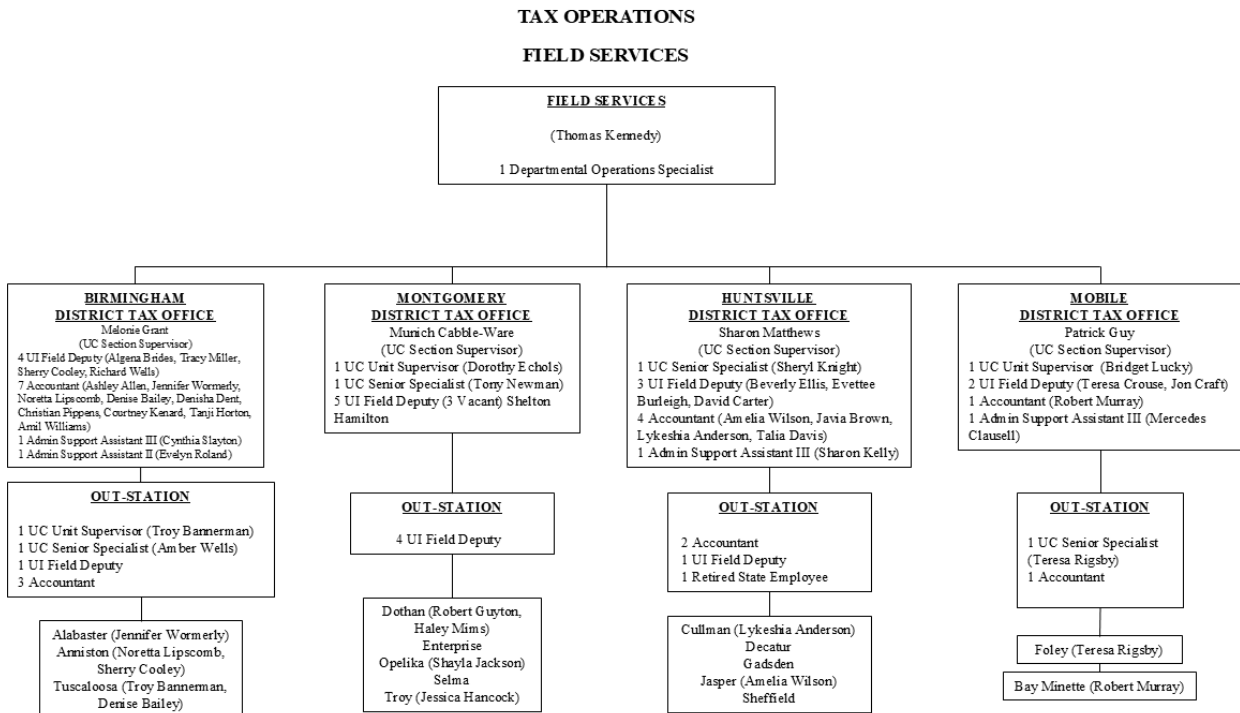 TAX OPERATIONS
FIELD SERVICES
FIELD SERVICES
(Thomas Kennedy)
1 Departmental Operations Specialist
BIRMINGHAM
DISTRICT TAX OFFICE
Melonie Grant
(UC Section Supervisor)
4 UI Field Deputy (Algena Brides, Tracy Miller,
Sherry Cooley, Richard Wells)
7 Accountant (Ashley Allen, Jennifer Wormerly,
Noretta Lipscomb, Denise Bailey, Denisha Dent,
Christian Pippens, Courtney Kenard, Tanji Horton,
Amil Williams)
1 Admin Support Assistant III (Cynthia Slayton)
1 Admin Support Assistant II (Evelyn Roland)
MONTGOMERY
DISTRICT TAX OFFICE
Munich Cabble-Ware
(UC Section Supervisor)
1 UC Unit Supervisor (Dorothy Echols)
1 UC Senior Specialist (Tony Newman)
5 UI Field Deputy (3 Vacant) Shelton
Hamilton
HUNTSVILLE
DISTRICT TAX OFFICE
Sharon Matthews
(UC Section Supervisor)
1 UC Senior Specialist (Sheryl Knight)
3 UI Field Deputy (Beverly Ellis, Evettee
Burleigh, David Carter)
4 Accountant (Amelia Wilson, Javia Brown,
Lykeshia Anderson, Talia Davis)
1 Admin Support Assistant III (Sharon Kelly)
MOBILE
DISTRICT TAX OFFICE
Patrick Guy
(UC Section Supervisor)
1 UC Unit Supervisor (Bridget Lucky)
2 UI Field Deputy (Teresa Crouse, Jon Craft)
1 Accountant (Robert Murray)
1 Admin Support Assistant III (Mercedes
Clausell)
OUT-STATION
1 UC Unit Supervisor (Troy Bannerman)
1 UC Senior Specialist (Amber Wells)
1 UI Field Deputy
3 Accountant
OUT-STATION
4 UI Field Deputy
OUT-STATION
2 Accountant
1 UI Field Deputy
1 Retired State Employee
OUT-STATION
1 UC Senior Specialist
(Teresa Rigsby)
1 Accountant
Alabaster (Jennifer Wormerly)
Anniston (Noretta Lipscomb,
Sherry Cooley)
Tuscaloosa (Troy Bannerman,
Denise Bailey)
Dothan (Robert Guyton,
Haley Mims)
Enterprise
Opelika (Shayla Jackson)
Selma
Troy (Jessica Hancock)
Cullman (Lykeshia Anderson)
Decatur
Gadsden
Jasper (Amelia Wilson)
Sheffield
Foley (Teresa Rigsby)
Bay Minette (Robert Murray)